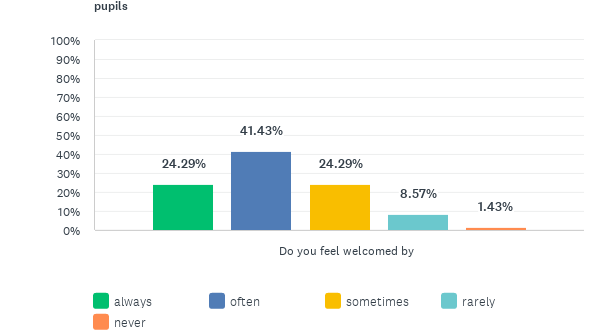 pupils
100%
90%
80%
70%
60%
50%
40%
30%
20%
10%
0%
24.29%
41.43%
24.29%
8.57%
1.43%
Do you feel welcomed by
always
often
sometimes
rarely
never